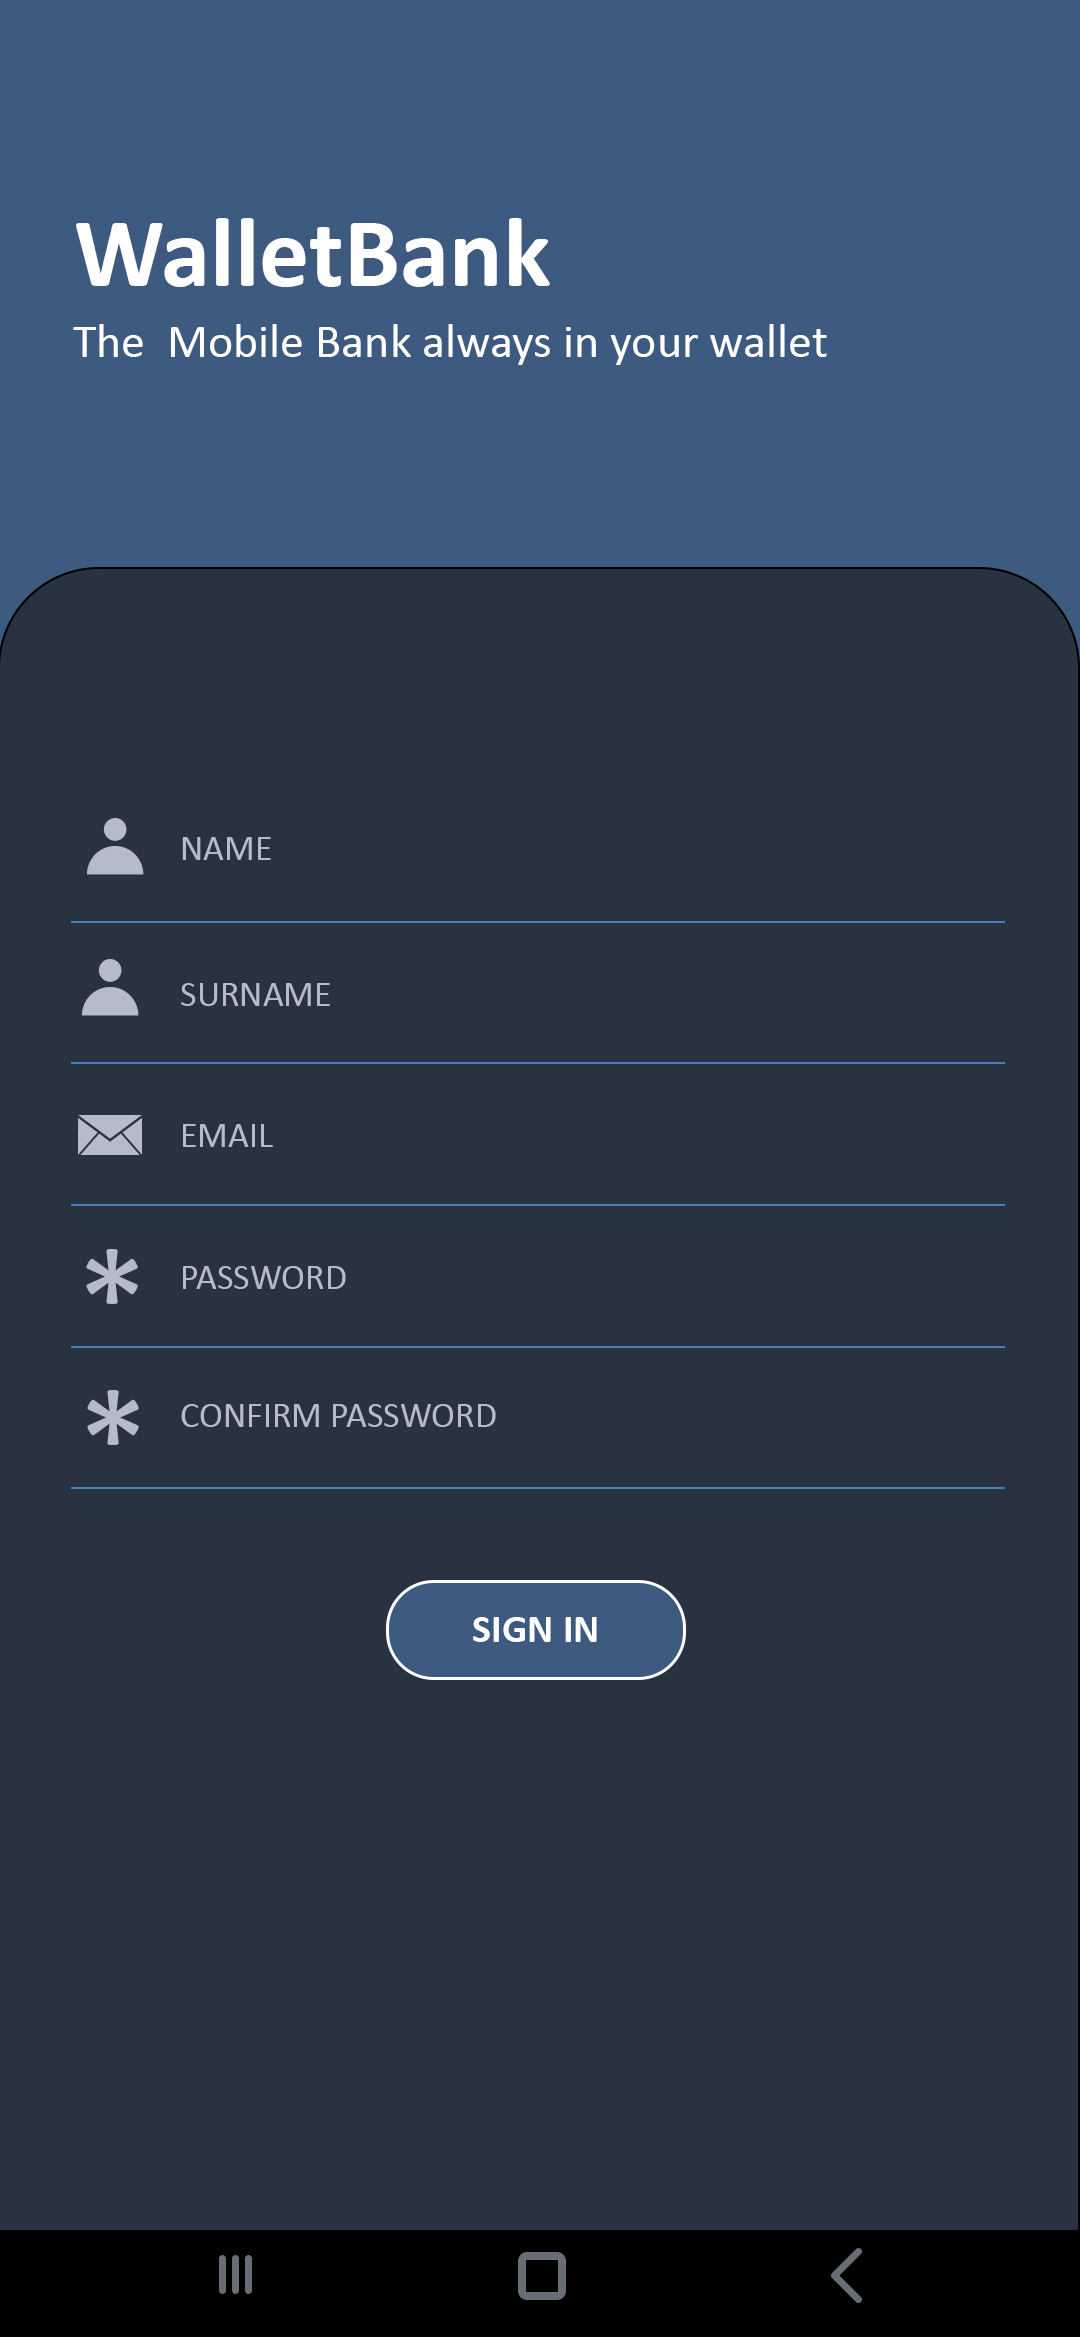 WalletBank
The  Mobile Bank always in your wallet
NAME
SURNAME
EMAIL
PASSWORD
CONFIRM PASSWORD
SIGN IN